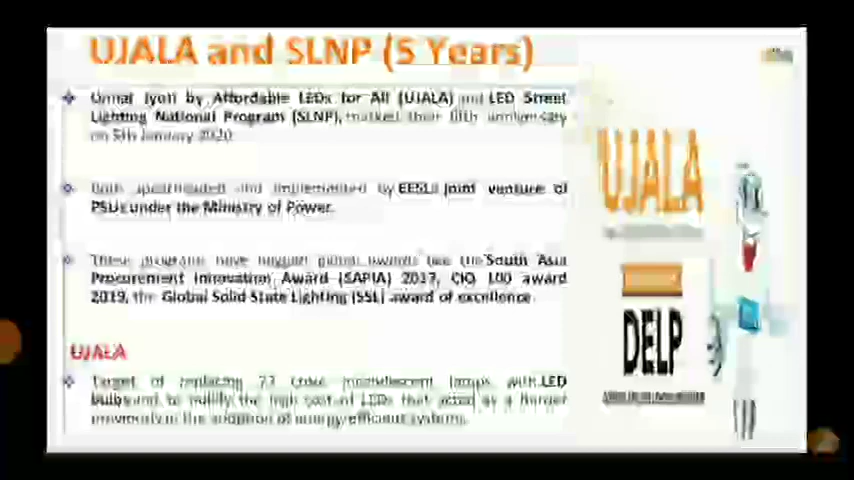 UJALA and SLNP (5 Years)
Unnat Jyoti by Affordable LEDs for All (UJALA) and LED Street
Lighting National Program (SLNP), marked their fifth anniversary
on 5th January 2020.
Both spearheaded and implemented by EESL a joint venture of
PSUs under the Ministry of Power.
These programs have bagged global awards like the South Asia
Procurement Innovation Award (SAPIA) 2017, CIO 100 award
2019, the Global Solid State Lighting (SSL) award of excellence
UJALA
Target of replacing 77 crore incandescent lamps with LED
bulbs and to nullify the high cost of LEDs that acted as a barrier
previously in the adoption of energy efficient systems.
UJALA
DELP